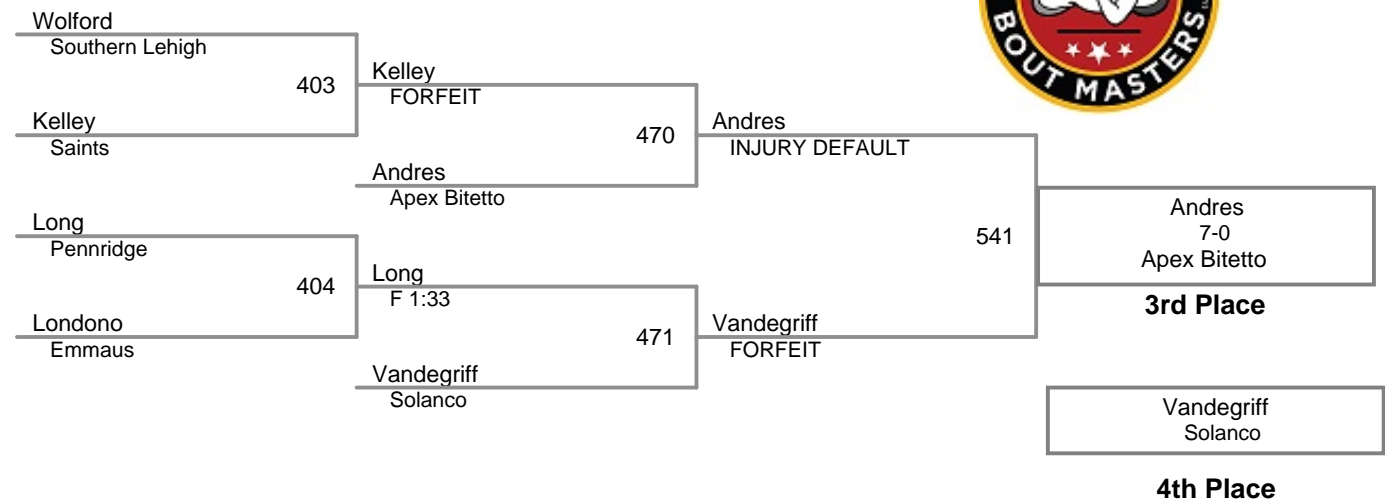 Wolford
Southern Lehigh
403
Kelley
FORFEIT
Kelley
Saints
470
Andres
INJURY DEFAULT
Andres
Apex Bitetto
Long
Pennridge
404
Long
F 1:33
Londono
Emmaus
471
Vandegriff
FORFEIT
Vandegriff
Solanco
541
Andres
7-0
Apex Bitetto
3rd Place
Vandegriff
Solanco
4th Place
BOUT MASTERS